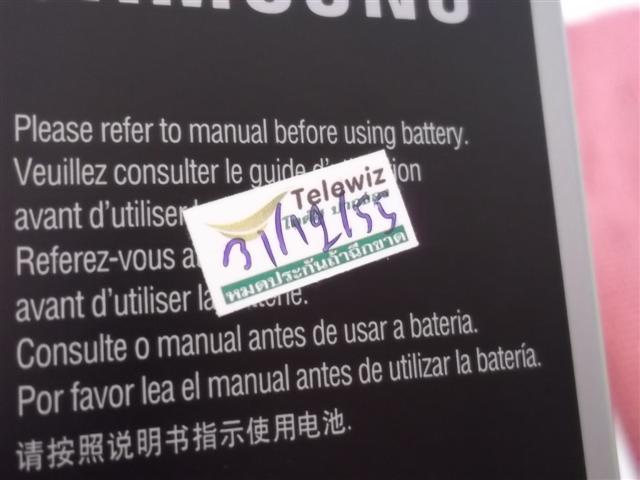 Please refer to manual before using battery.
Veuillez consulter le guide
avant d'utiliser
Referez-vous
avant d'utiliser la
Consulte o manual antes de usar a bateria.
Por favor lea el manual antes de utilizar la batería.
请按照说明书指示使用电池.
Telewiz
31/12/55
หมดประกันถ้าฉีกขาด